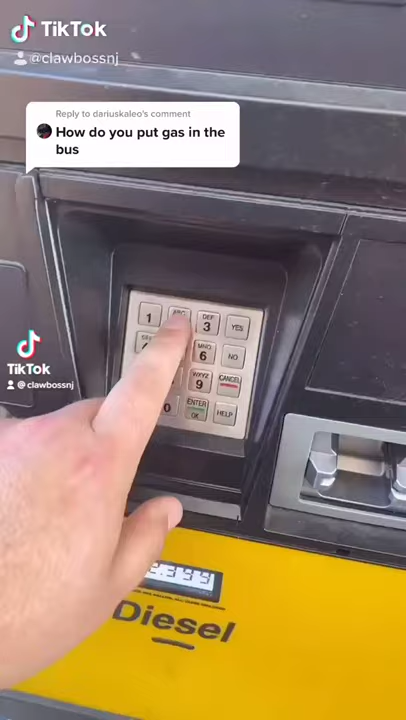 TikTok
@clawbossnj
Reply to dariuskaleo's comment
How do you put gas in the
bus
1
ABC
DEF
3
YES
MNO
6
NO
WXYZ
9
CANCEL
0
ENTER
OK
HELP
TikTok
@clawbossnj
Diesel